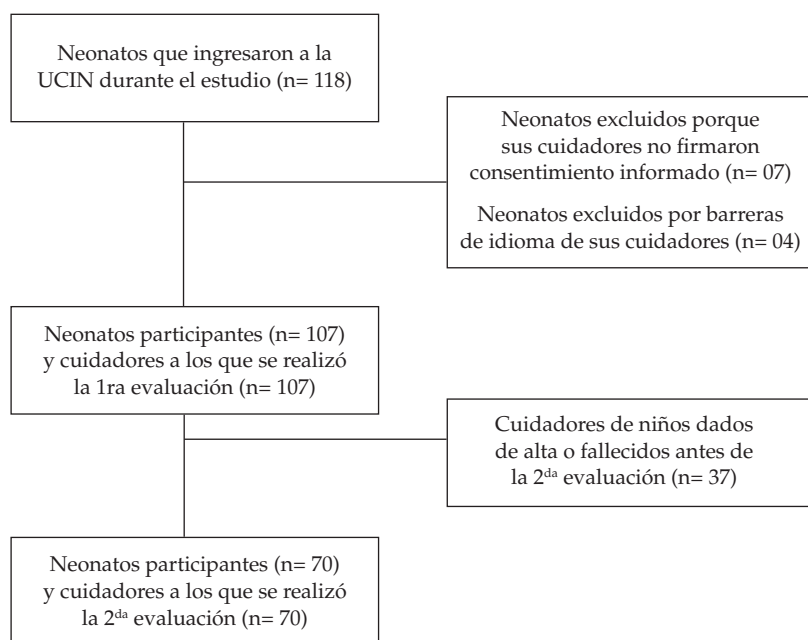 Neonatos que ingresaron a la
UCIN durante el estudio (n= 118)
Neonatos excluidos porque
sus cuidadores no firmaron
consentimiento informado (n= 07)
Neonatos excluidos por barreras
de idioma de sus cuidadores (n= 04)
Neonatos participantes (n= 107)
y cuidadores a los que se realizó
la 1ra evaluación (n= 107)
Cuidadores de niños dados
de alta o fallecidos antes de
la 2ᵈᵃ evaluación (n= 37)
Neonatos participantes (n= 70)
y cuidadores a los que se realizó
la 2ᵈᵃ evaluación (n= 70)